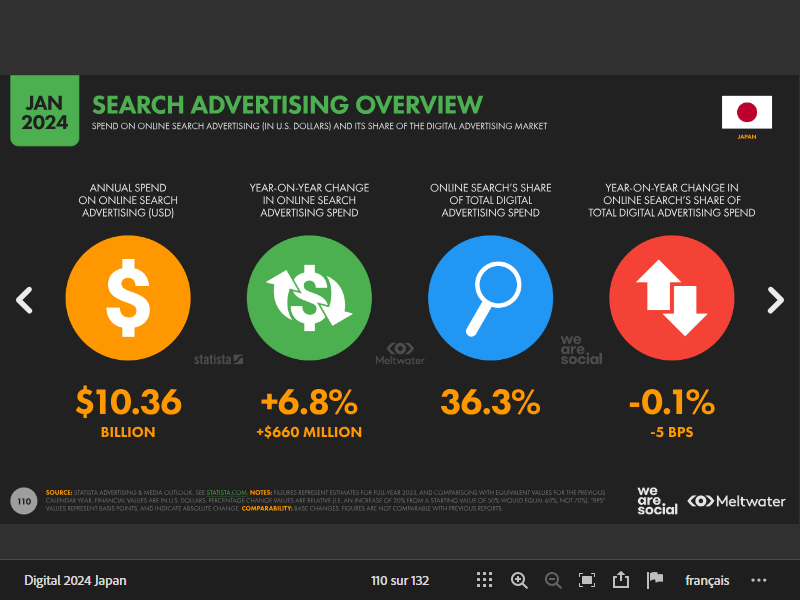 JAN
2024
SEARCH ADVERTISING OVERVIEW
SPEND ON ONLINE SEARCH ADVERTISING (IN U.S. DOLLARS) AND ITS SHARE OF THE DIGITAL ADVERTISING MARKET
JAPAN
ANNUAL SPEND
ON ONLINE SEARCH
ADVERTISING (USD)
YEAR-ON-YEAR CHANGE
IN ONLINE SEARCH
ADVERTISING SPEND
ONLINE SEARCH'S SHARE
OF TOTAL DIGITAL
ADVERTISING SPEND
YEAR-ON-YEAR CHANGE IN
ONLINE SEARCH'S SHARE OF
TOTAL DIGITAL ADVERTISING SPEND
$
$
statista
Meltwater
we
are.
social
$10.36
BILLION
+6.8%
+$660 MILLION
36.3%
-0.1%
-5 BPS
110
SOURCE: STATISTA ADVERTISING & MEDIA OUTLOOK. SEE STATISTA.COM. NOTES: FIGURES REPRESENT ESTIMATES FOR FULL-YEAR 2023, AND COMPARISONS WITH EQUIVALENT VALUES FOR THE PREVIOUS
CALENDAR YEAR. FINANCIAL VALUES ARE IN U.S. DOLLARS. PERCENTAGE CHANGE VALUES ARE RELATIVE (I.E. AN INCREASE OF 20% FROM A STARTING VALUE OF 50% WOULD EQUAL 60%, NOT 70%). "BPS"
VALUES REPRESENT BASIS POINTS, AND INDICATE ABSOLUTE CHANGE. COMPARABILITY: BASE CHANGES. FIGURES ARE NOT COMPARABLE WITH PREVIOUS REPORTS.
we
are.
social
Meltwater
Digital 2024 Japan
110 sur 132
français